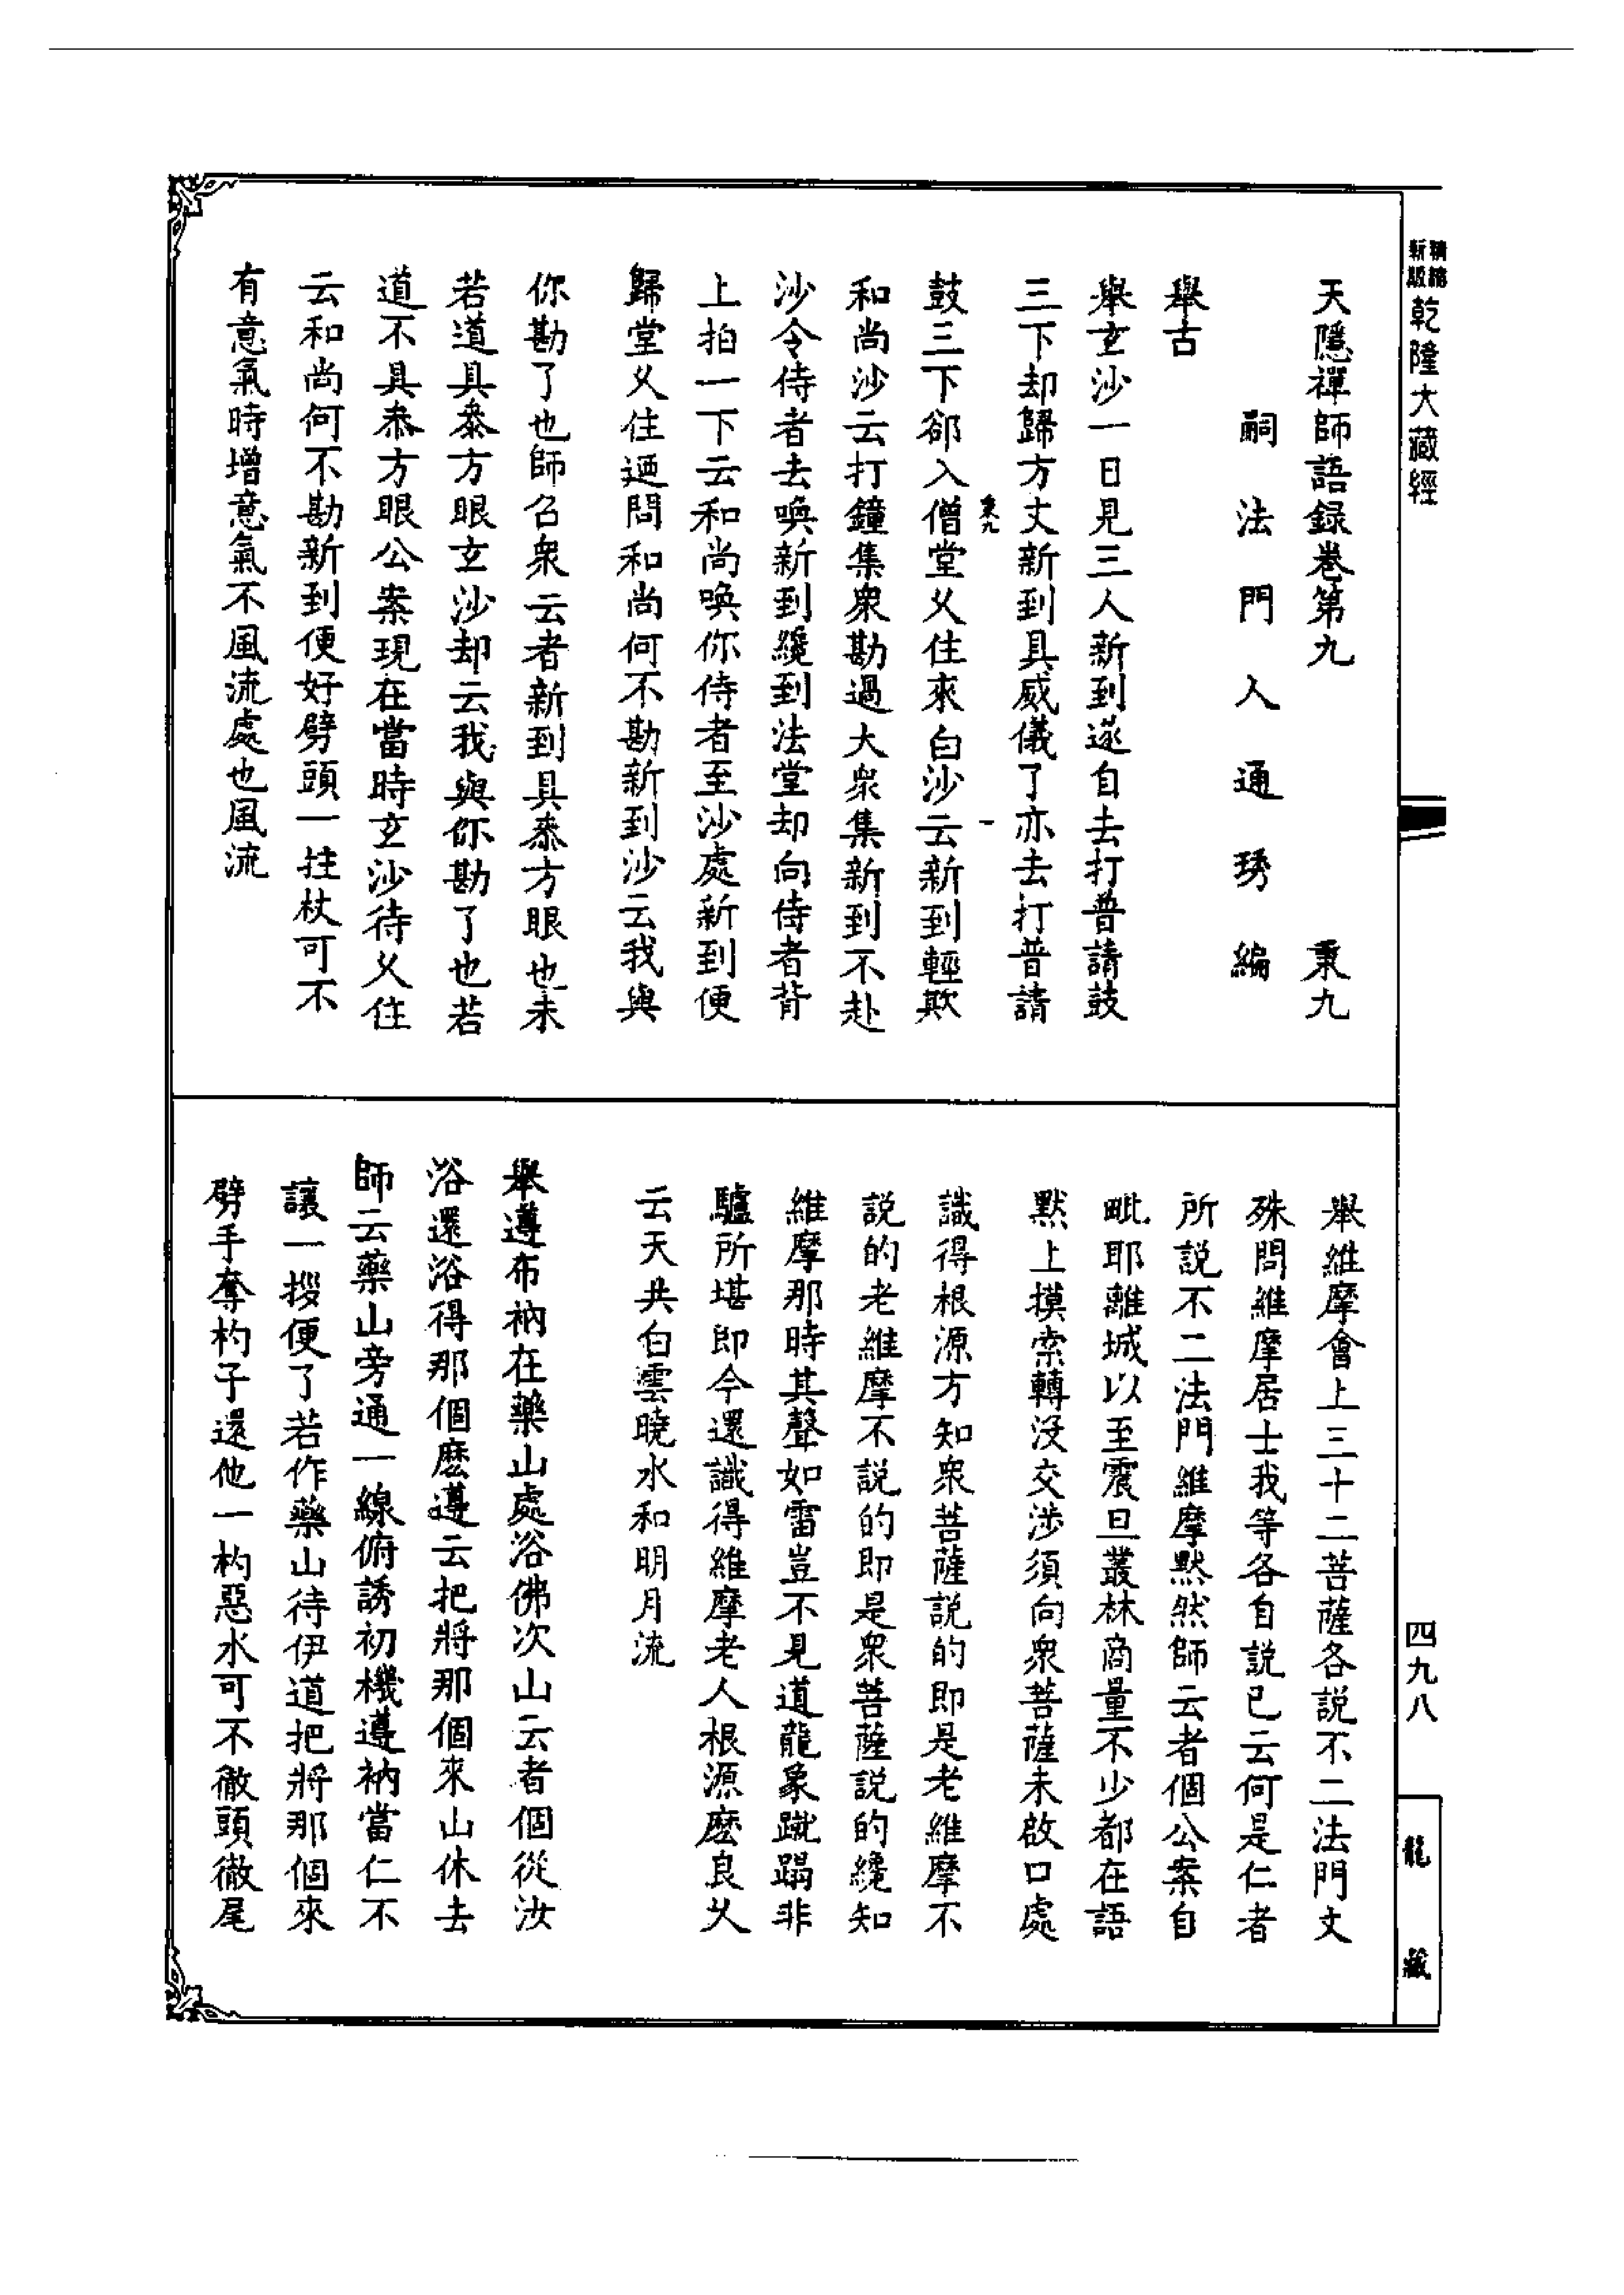 新版精縮乾隆大藏經
天隱禪師語録卷第九 秉九
嗣法門人通琇編
舉古
舉玄沙一日見三人新到遂自去打普請鼓
三下却歸方丈新到具威儀了亦去打普請
秉九
一
鼓三下郤入僧堂乆住來白沙云新到輕欺
和尚沙云打鐘集衆勘過大衆集新到不赴
沙令侍者去喚新到纔到法堂却向侍者背
上拍一下云和尚喚你侍者至沙處新到便
歸堂乆住迺問和尚何不勘新到沙云我與
你勘了也師召衆云者新到具叅方眼也未
若道具叅方眼玄沙却云我與你勘了也若
道不具叅方眼公案現在當時玄沙待乆住
云和尚何不勘新到便好劈頭一拄杖可不
有意氣時增意氣不風流處也風流
四九八
龍藏
舉維摩會上三十二菩薩各説不二法門文
殊問維摩居士我等各自説已云何是仁者
所説不二法門維摩黙然師云者個公案自
毗耶離城以至震旦叢林商量不少都在語
黙上摸索轉没交涉須向衆菩薩未啟口處
識得根源方知衆菩薩説的即是老維摩不
説的老維摩不説的即是衆菩薩説的纔知
維摩那時其聲如雷豈不見道龍象蹴蹋非
驢所堪即今還識得維摩老人根源麽良乆
云天共白雲曉水和明月流
舉遵布衲在藥山處浴佛次山云者個從汝
浴還浴得那個麽遵云把將那個來山休去
師云藥山旁通一線俯誘初機遵衲當仁不
讓一拶便了若作藥山待伊道把將那個來
劈手奪杓子還他一杓惡水可不徹頭徹尾